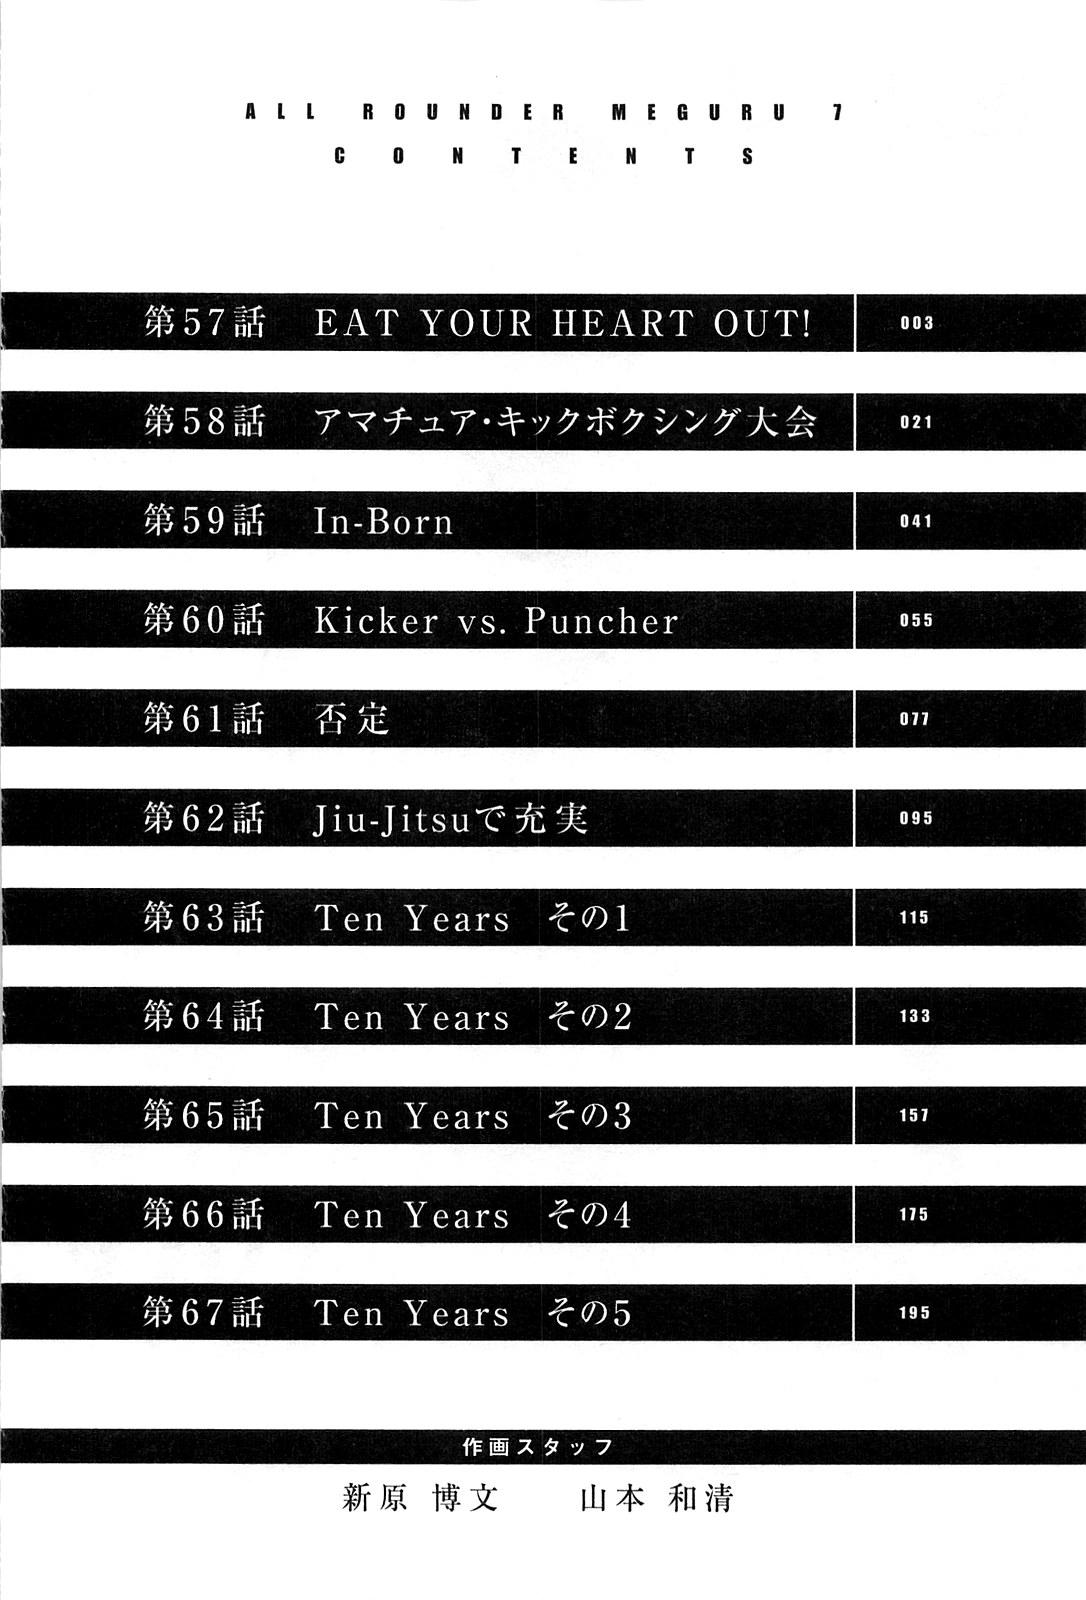 ALL ROUNDER MEGURU 7
CONTENTS
第57話 EAT YOUR HEART OUT! 003
第58話 アマチュア・キックボクシング大会 021
第59話 In-Born 041
第60話 Kicker vs. Puncher 055
第61話 否定 077
第62話 Jiu-Jitsuで充実 095
第63話 Ten Years その1 115
第64話 Ten Years その2 133
第65話 Ten Years その3 157
第66話 Ten Years その4 175
第67話 Ten Years その5 195
作画スタッフ
新原 博文 山本 和清